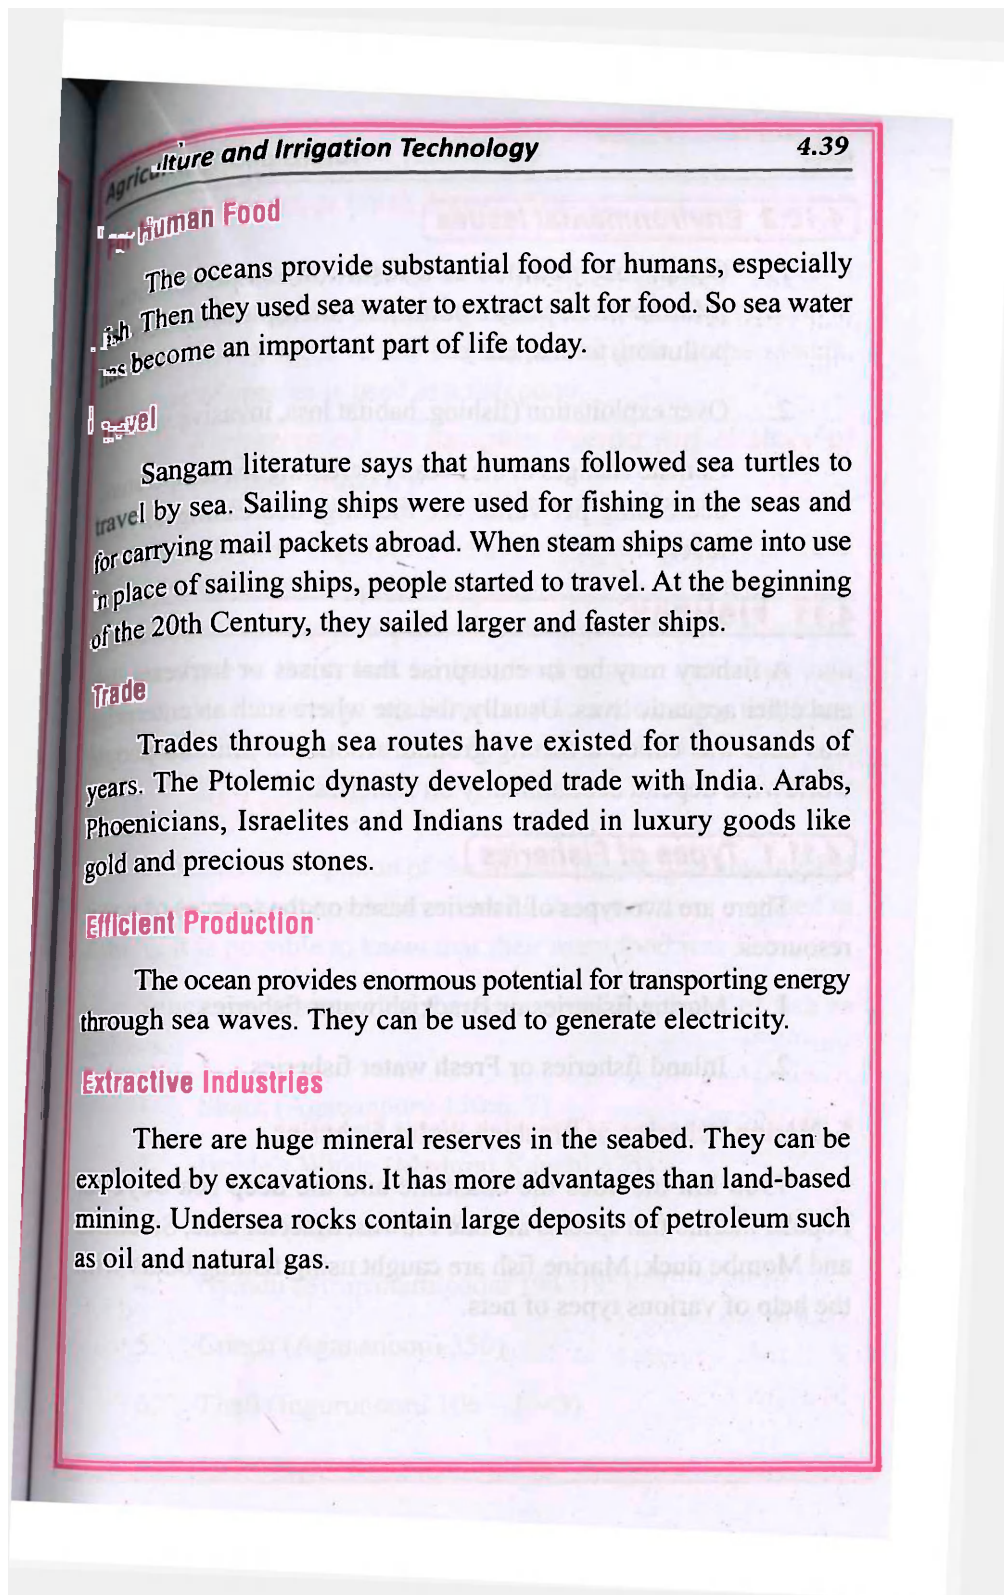 Agriculture and Irrigation Technology 4.39
For Human Food
The oceans provide substantial food for humans, especially
fish. Then they used sea water to extract salt for food. So sea water
has become an important part of life today.
Travel
Sangam literature says that humans followed sea turtles to
travel by sea. Sailing ships were used for fishing in the seas and
for carrying mail packets abroad. When steam ships came into use
in place of sailing ships, people started to travel. At the beginning
of the 20th Century, they sailed larger and faster ships.
Trade
Trades through sea routes have existed for thousands of
years. The Ptolemic dynasty developed trade with India. Arabs,
Phoenicians, Israelites and Indians traded in luxury goods like
gold and precious stones.
Efficient Production
The ocean provides enormous potential for transporting energy
through sea waves. They can be used to generate electricity.
Extractive Industries
There are huge mineral reserves in the seabed. They can be
exploited by excavations. It has more advantages than land-based
mining. Undersea rocks contain large deposits of petroleum such
as oil and natural gas.